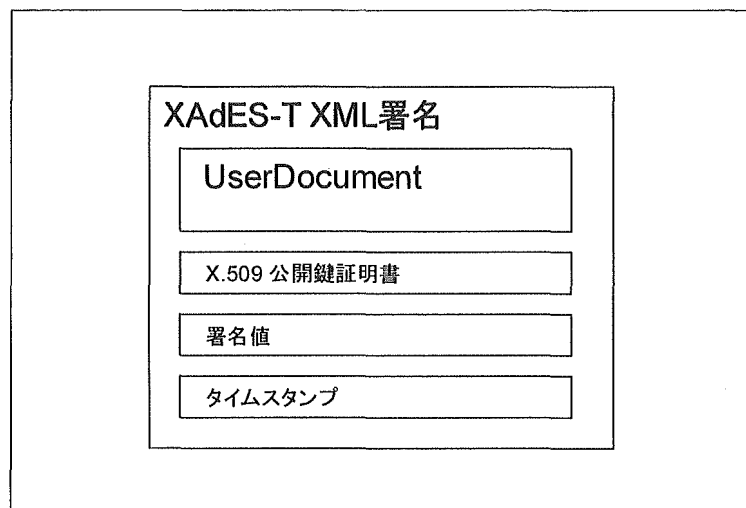 XAdES-T XML署名
UserDocument
X.509 公開鍵証明書
署名値
タイムスタンプ